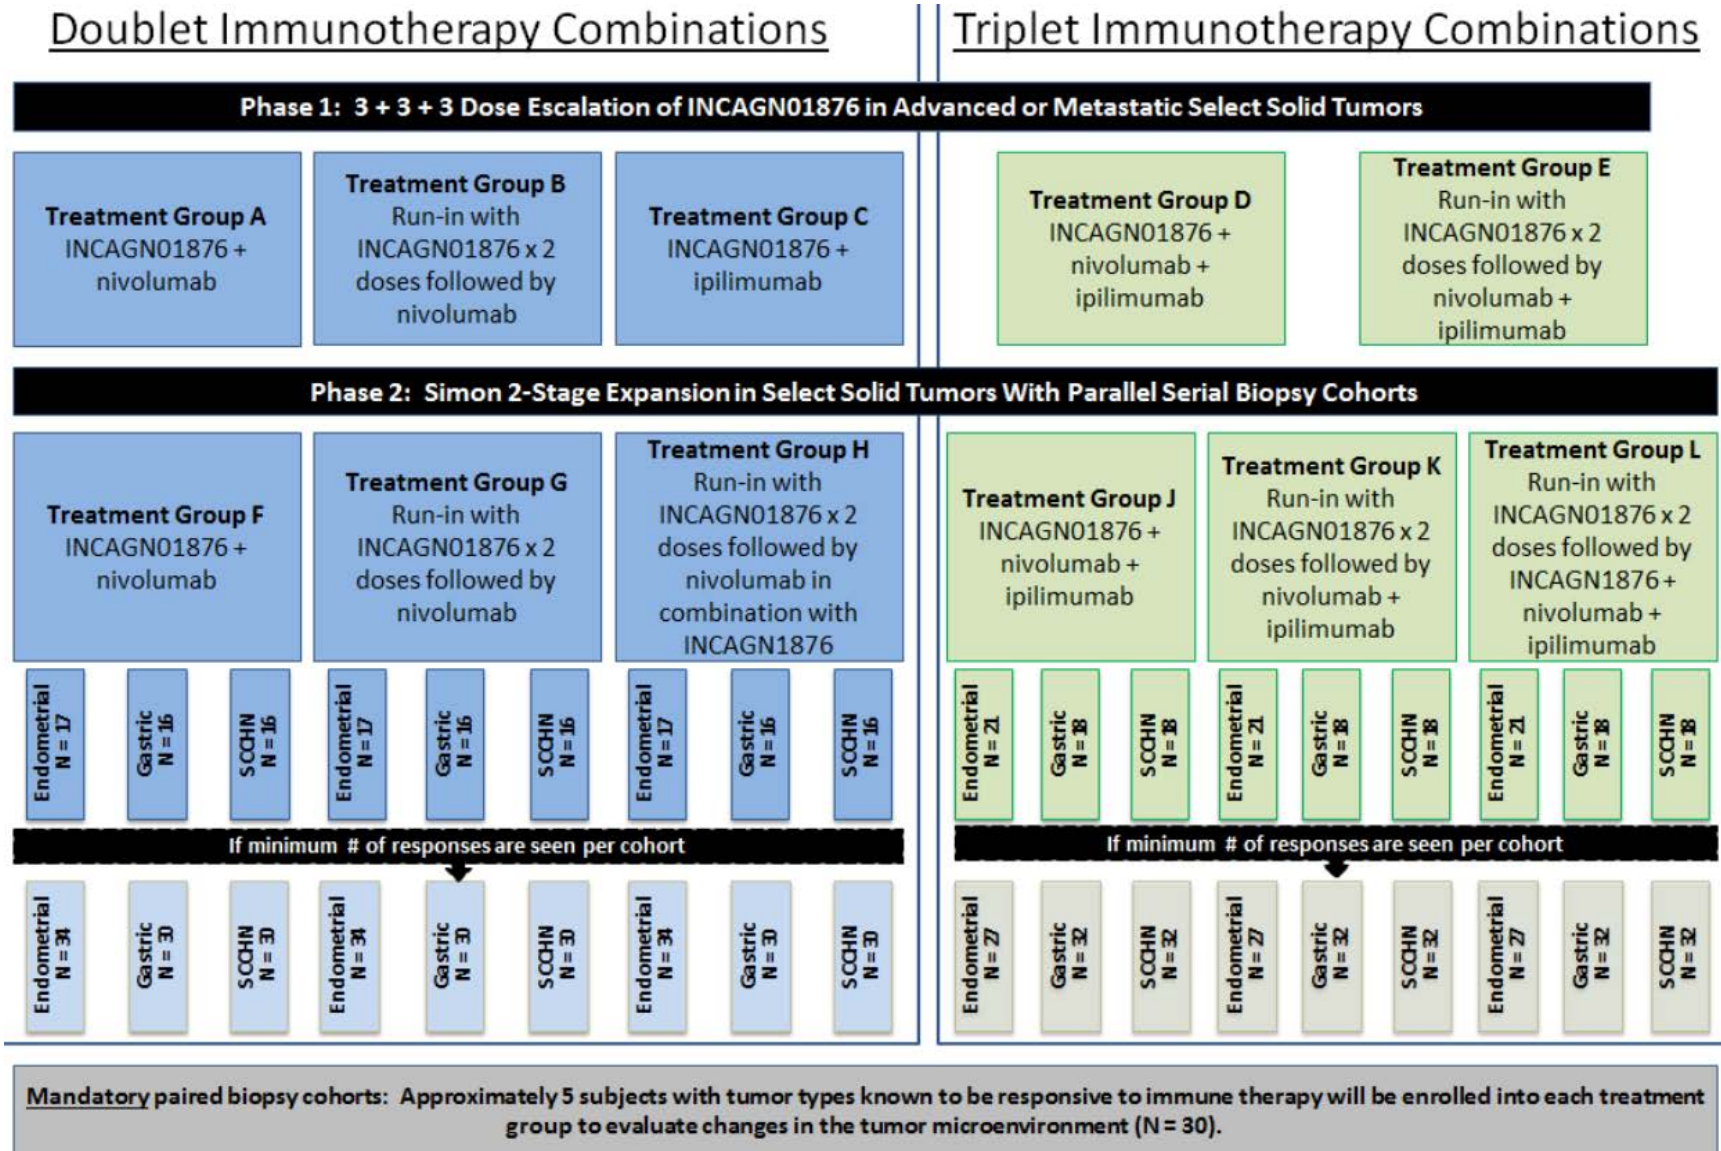 Doublet Immunotherapy Combinations
Triplet Immunotherapy Combinations
Phase 1: 3 + 3 + 3 Dose Escalation of INCAGN01876 in Advanced or Metastatic Select Solid Tumors
Treatment Group A
INCAGN01876 +
nivolumab
Treatment Group B
Run-in with
INCAGN01876 x 2
doses followed by
nivolumab
Treatment Group C
INCAGN01876 +
ipilimumab
Treatment Group D
INCAGN01876 +
nivolumab +
ipilimumab
Treatment Group E
Run-in with
INCAGN01876 x 2
doses followed by
nivolumab +
ipilimumab
Phase 2: Simon 2-Stage Expansion in Select Solid Tumors With Parallel Serial Biopsy Cohorts
Treatment Group F
INCAGN01876 +
nivolumab
Treatment Group G
Run-in with
INCAGN01876 x 2
doses followed by
nivolumab
Treatment Group H
Run-in with
INCAGN01876 x 2
doses followed by
nivolumab in
combination with
INCAGN1876
Treatment Group J
INCAGN01876 +
nivolumab +
ipilimumab
Treatment Group K
Run-in with
INCAGN01876 x 2
doses followed by
nivolumab +
ipilimumab
Treatment Group L
Run-in with
INCAGN01876 x 2
doses followed by
INCAGN1876 +
nivolumab +
ipilimumab
Endometrial
N = 17
Gastric
N = 16
SCCHN
N = 16
Endometrial
N = 17
Gastric
N = 16
SCCHN
N = 16
Endometrial
N = 17
Gastric
N = 16
SCCHN
N = 16
Endometrial
N = 21
Gastric
N = 18
SCCHN
N = 18
Endometrial
N = 21
Gastric
N = 18
SCCHN
N = 18
Endometrial
N = 21
Gastric
N = 18
SCCHN
N = 18
If minimum # of responses are seen per cohort
If minimum # of responses are seen per cohort
Endometrial
N = 34
Gastric
N = 30
SCCHN
N = 30
Endometrial
N = 34
Gastric
N = 30
SCCHN
N = 30
Endometrial
N = 34
Gastric
N = 30
SCCHN
N = 30
Endometrial
N = 27
Gastric
N = 32
SCCHN
N = 32
Endometrial
N = 27
Gastric
N = 32
SCCHN
N = 32
Endometrial
N = 27
Gastric
N = 32
SCCHN
N = 32
Mandatory paired biopsy cohorts: Approximately 5 subjects with tumor types known to be responsive to immune therapy will be enrolled into each treatment
group to evaluate changes in the tumor microenvironment (N = 30).